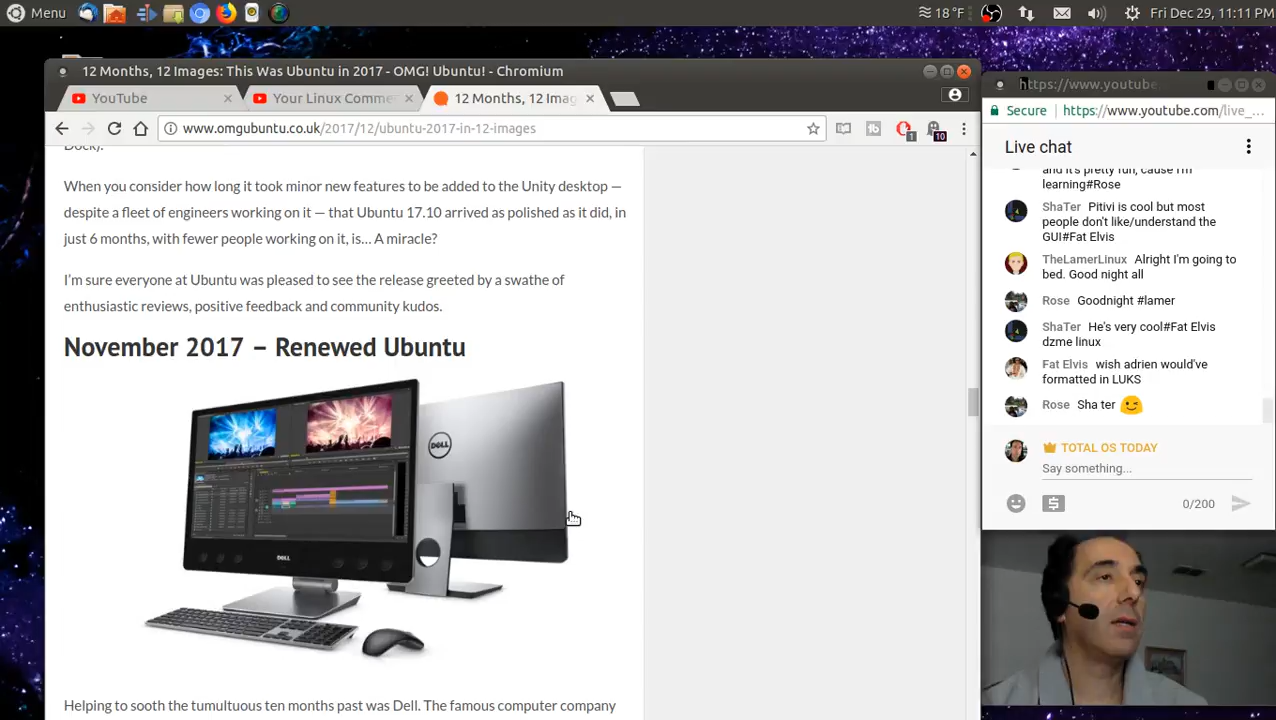 Menu
18 °F
Fri Dec 29, 11:11 PM
12 Months, 12 Images: This Was Ubuntu in 2017 - OMG! Ubuntu! - Chromium
YouTube
Your Linux Comme
12 Months, 12 Imag
www.omgubuntu.co.uk/2017/12/ubuntu-2017-in-12-images
1
10
Dock).
When you consider how long it took minor new features to be added to the Unity desktop —
despite a fleet of engineers working on it — that Ubuntu 17.10 arrived as polished as it did, in
just 6 months, with fewer people working on it, is… A miracle?
I'm sure everyone at Ubuntu was pleased to see the release greeted by a swathe of
enthusiastic reviews, positive feedback and community kudos.
November 2017 – Renewed Ubuntu
DELL
DELL
Helping to sooth the tumultuous ten months past was Dell. The famous computer company
https://www.youtube.
Secure
https://www.youtube.com/live_...
Live chat
and it's pretty fun, cause I'm
learning#Rose
ShaTer Pitivi is cool but most
people don't like/understand the
GUI#Fat Elvis
TheLamerLinux Alright I'm going to
bed. Good night all
Rose Goodnight #lamer
ShaTer He's very cool#Fat Elvis
dzme linux
Fat Elvis wish adrien would've
formatted in LUKS
Rose Sha ter
TOTAL OS TODAY
Say something...
0/200